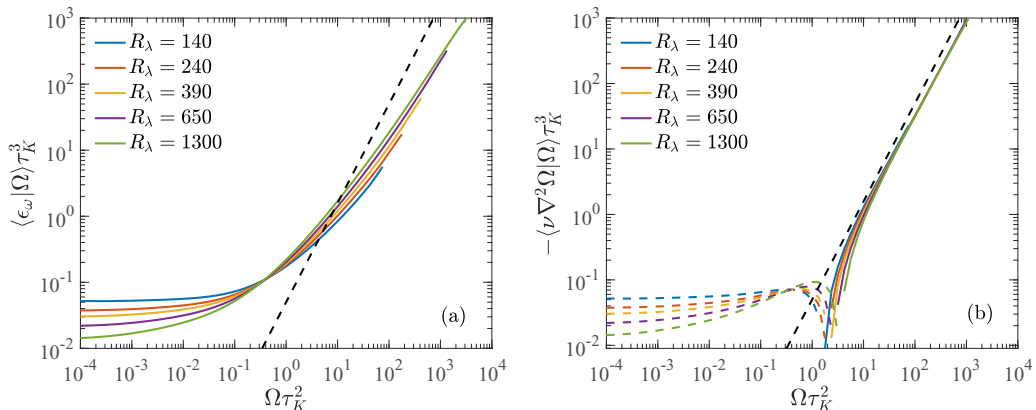 10^3
10^2
10^1
10^0
10^{-1}
10^{-2}
⟨ϵ_ω|Ω⟩τ_K^3
R_λ = 140
R_λ = 240
R_λ = 390
R_λ = 650
R_λ = 1300
(a)
10^{-4} 10^{-3} 10^{-2} 10^{-1} 10^0 10^1 10^2 10^3 10^4
Ωτ_K^2
10^3
10^2
10^1
10^0
10^{-1}
10^{-2}
−⟨ν∇^2Ω|Ω⟩τ_K^3
R_λ = 140
R_λ = 240
R_λ = 390
R_λ = 650
R_λ = 1300
(b)
10^{-4} 10^{-3} 10^{-2} 10^{-1} 10^0 10^1 10^2 10^3 10^4
Ωτ_K^2